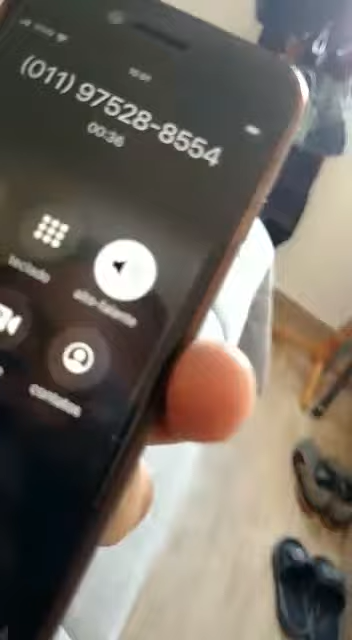 (011) 97528-8554
00:36
teclado
alto-falante
contatos